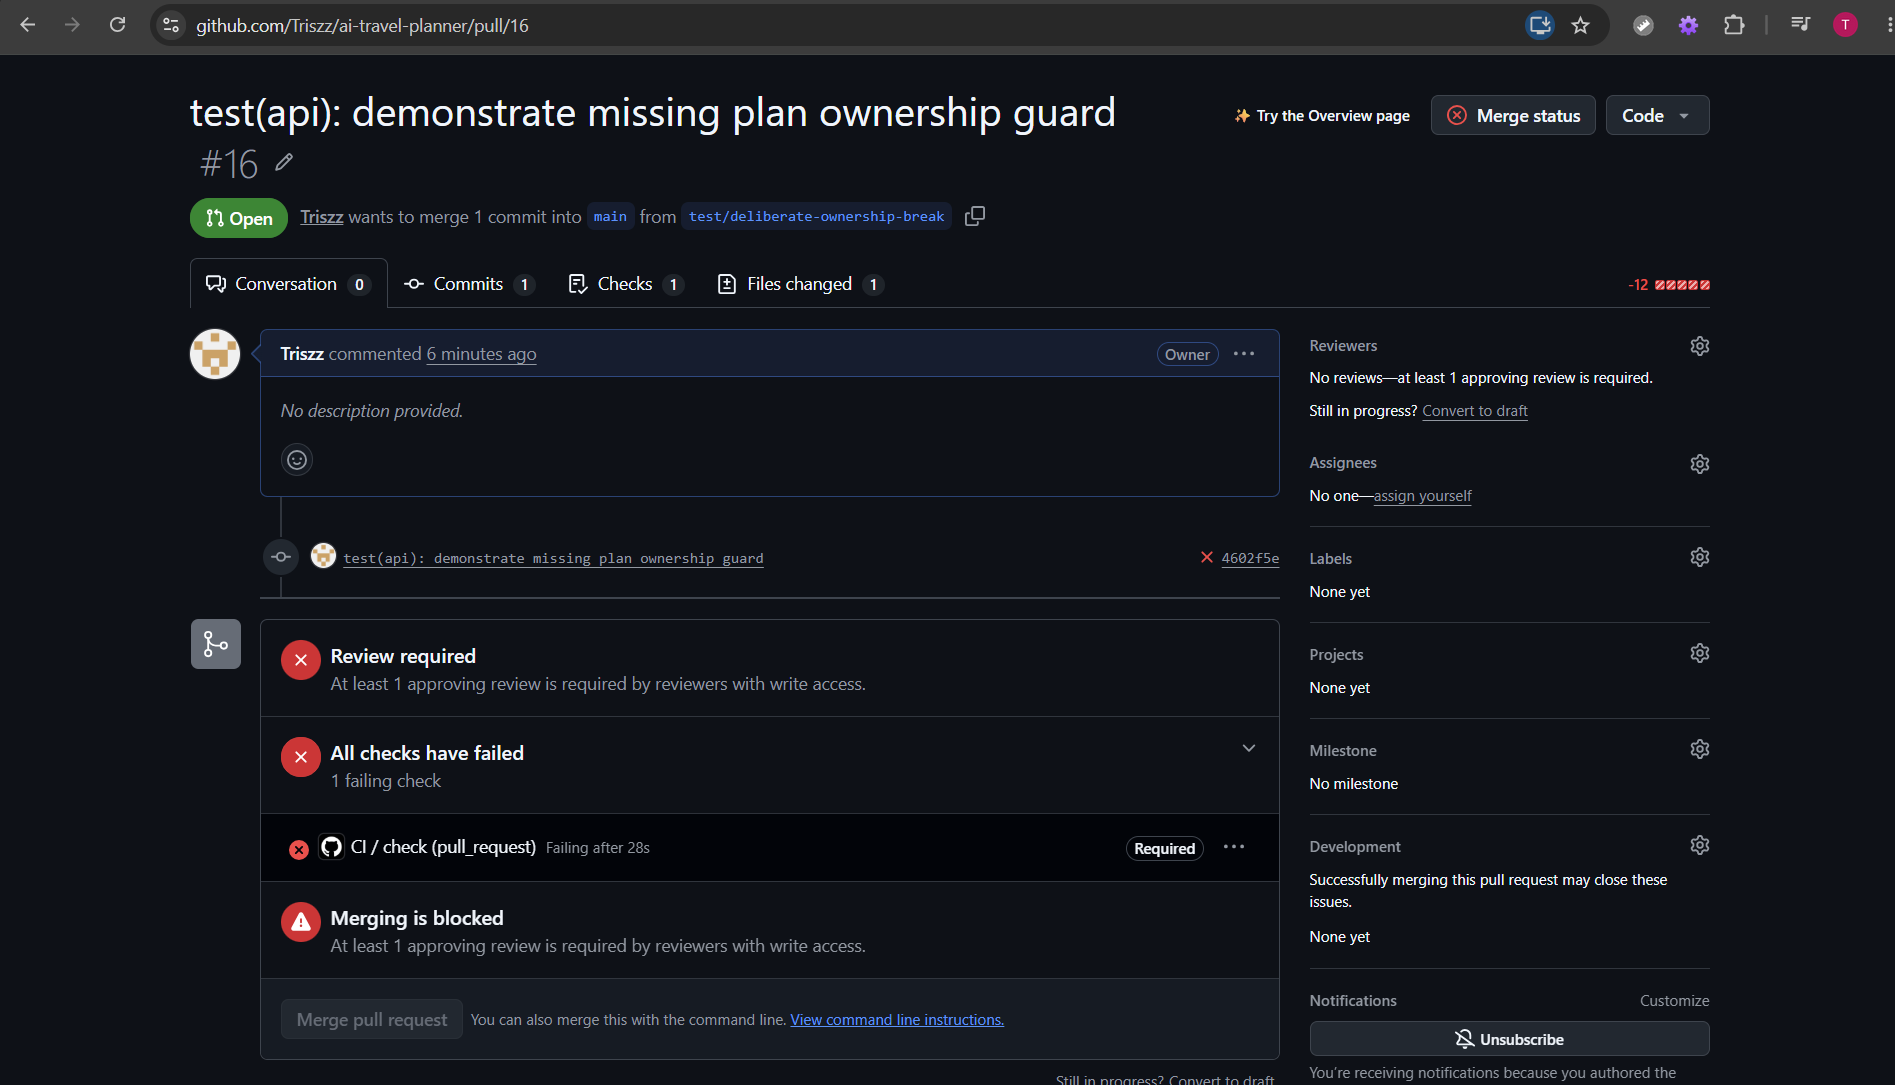 github.com/Triszz/ai-travel-planner/pull/16
T
test(api): demonstrate missing plan ownership guard
#16
Try the Overview page
Merge status
Code
Open
Triszz wants to merge 1 commit into main from test/deliberate-ownership-break
Conversation 0
Commits 1
Checks 1
Files changed 1
-12
Triszz commented 6 minutes ago
Owner
No description provided.
test(api): demonstrate missing plan ownership guard
4602f5e
Review required
At least 1 approving review is required by reviewers with write access.
All checks have failed
1 failing check
CI / check (pull_request) Failing after 28s
Required
Merging is blocked
At least 1 approving review is required by reviewers with write access.
Merge pull request
You can also merge this with the command line. View command line instructions.
Still in progress? Convert to draft
Reviewers
No reviews—at least 1 approving review is required.
Still in progress? Convert to draft
Assignees
No one—assign yourself
Labels
None yet
Projects
None yet
Milestone
No milestone
Development
Successfully merging this pull request may close these
issues.
None yet
Notifications
Customize
Unsubscribe
You're receiving notifications because you authored the